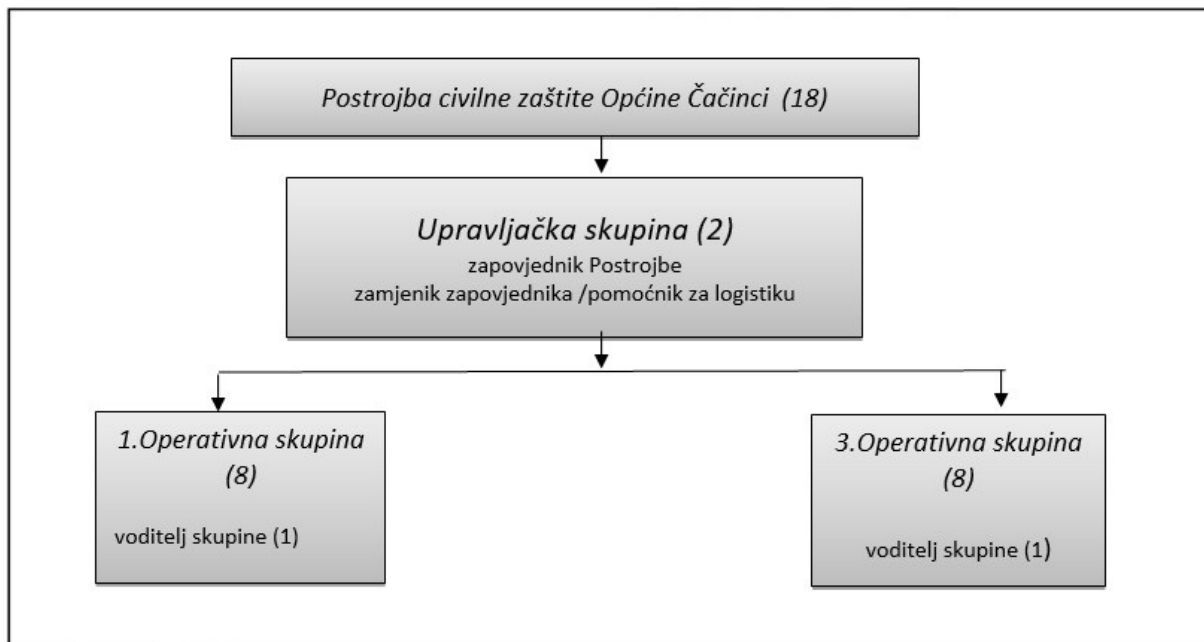 Postrojba civilne zaštite Općine Čačinci (18)
Upravljačka skupina (2)
zapovjednik Postrojbe
zamjenik zapovjednika /pomoćnik za logistiku
1.Operativna skupina
(8)
voditelj skupine (1)
3.Operativna skupina
(8)
voditelj skupine (1)